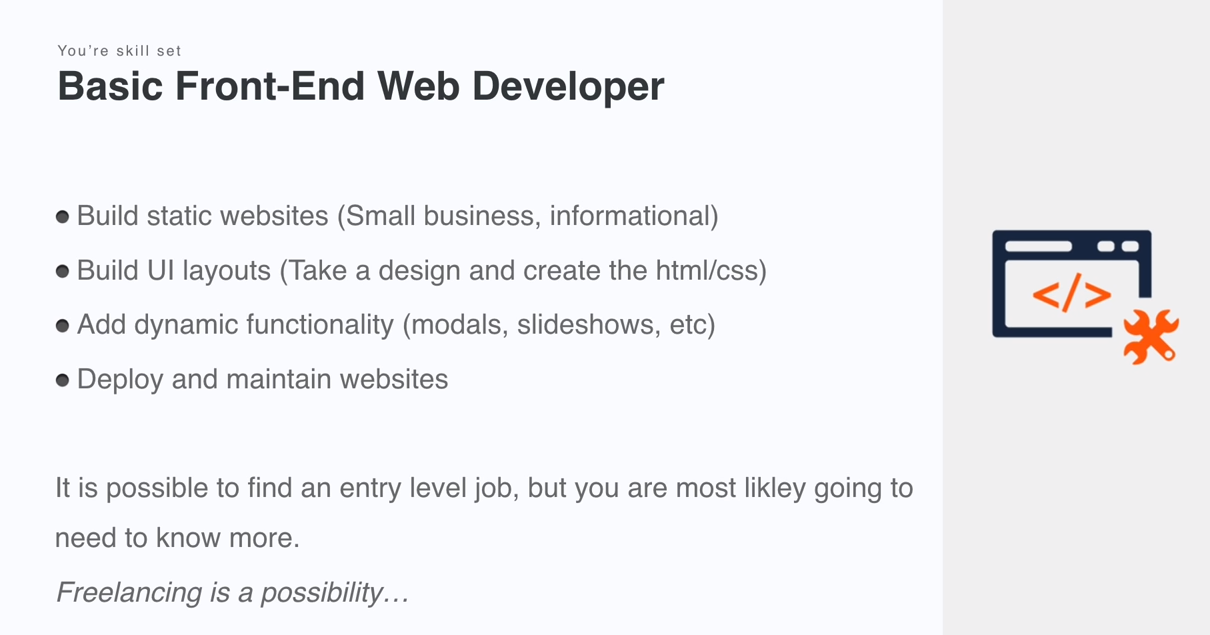 You’re skill set
Basic Front-End Web Developer
● Build static websites (Small business, informational)
● Build UI layouts (Take a design and create the html/css)
● Add dynamic functionality (modals, slideshows, etc)
● Deploy and maintain websites
It is possible to find an entry level job, but you are most likley going to
need to know more.
Freelancing is a possibility…
</>